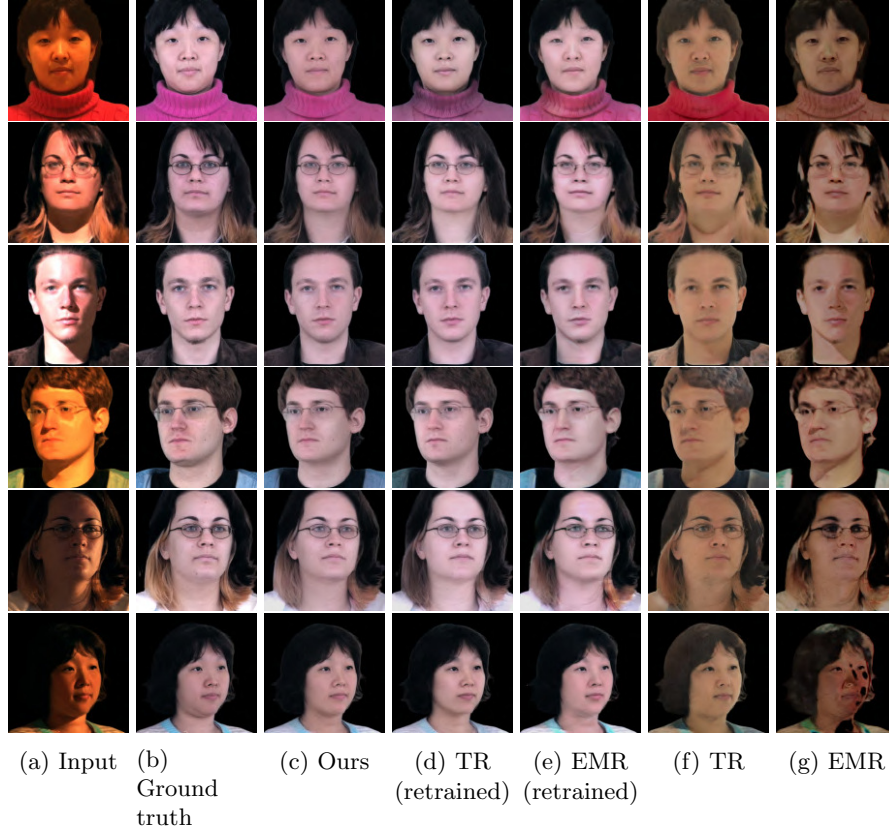 (a) Input
(b)
Ground
truth
(c) Ours
(d) TR
(retrained)
(e) EMR
(retrained)
(f) TR
(g) EMR